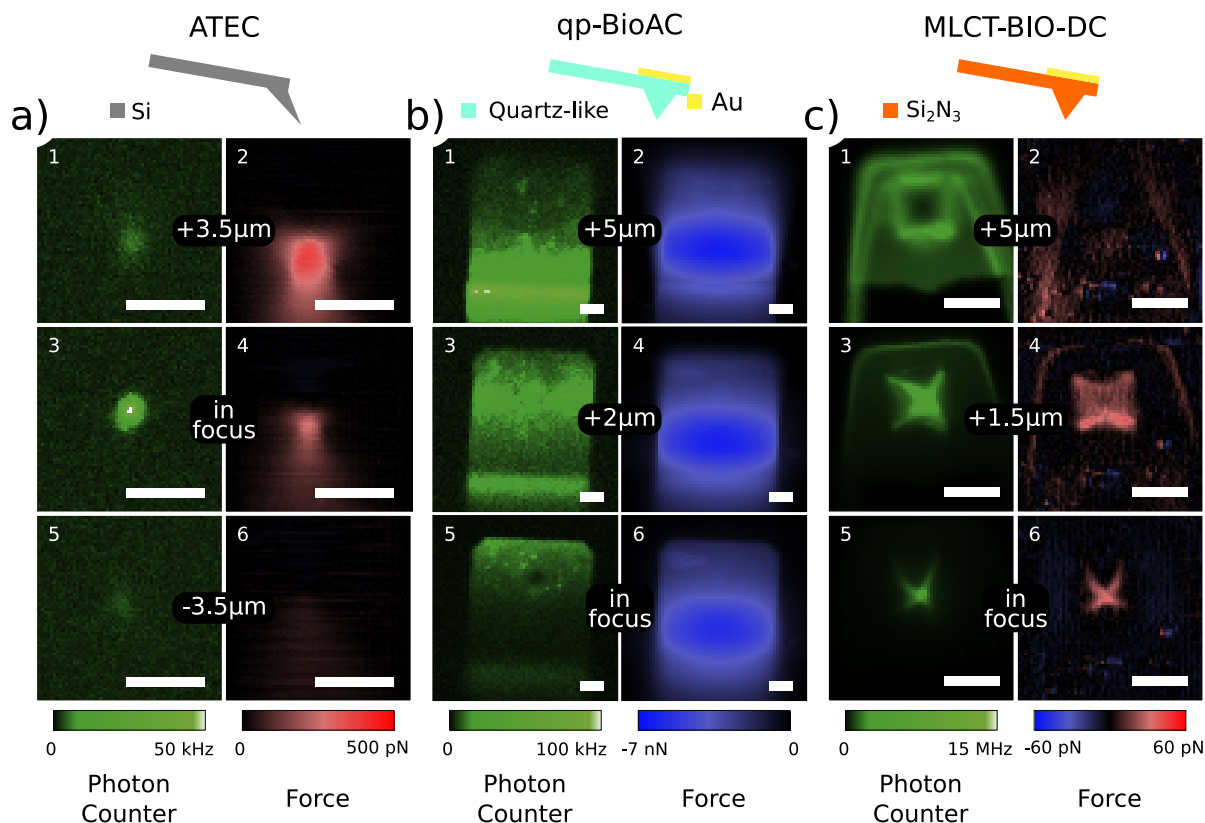 ATEC
qp-BioAC
MLCT-BIO-DC
a)
Si
b)
Quartz-like
Au
c)
Si₂N₃
1
2
+3.5µm
3
4
in
focus
5
6
-3.5µm
1
2
+5µm
3
4
+2µm
5
6
in
focus
1
2
+5µm
3
4
+1.5µm
5
6
in
focus
0
50 kHz
0
500 pN
0
100 kHz
-7 nN
0
0
15 MHz
-60 pN
60 pN
Photon
Counter
Force
Photon
Counter
Force
Photon
Counter
Force